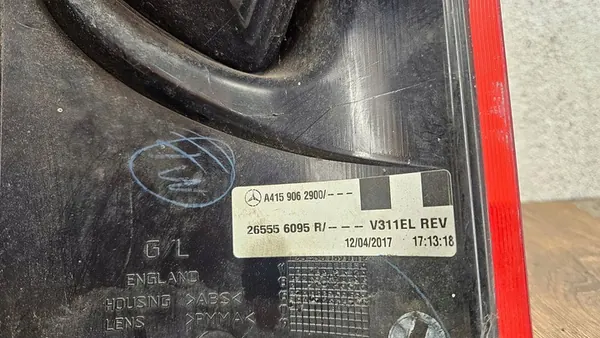 A415 906 2900/---
26555 6095 R/---- V311EL REV
12/04/2017 17:13:18
G/L
ENGLAND
HOUSING >ABS<
LENS >PMMA<